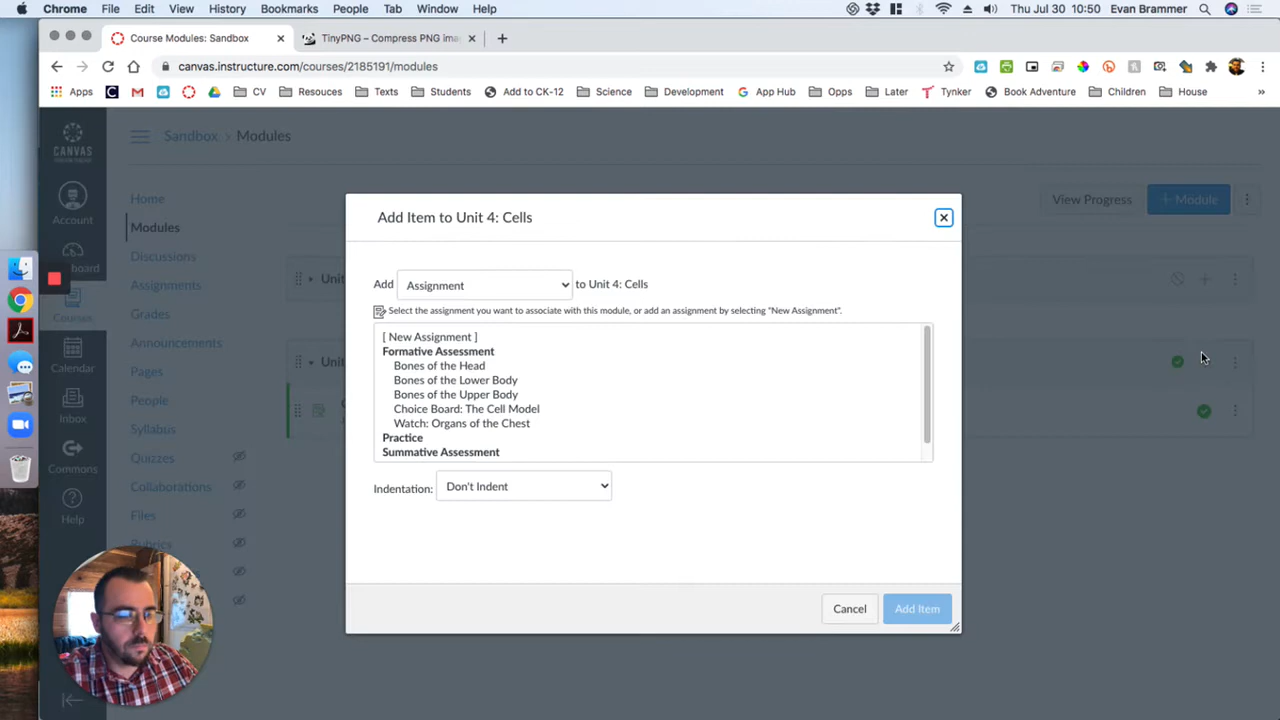 Chrome File Edit View History Bookmarks People Tab Window Help Thu Jul 30 10:50 Evan Brammer
Course Modules: Sandbox TinyPNG – Compress PNG ima
canvas.instructure.com/courses/2185191/modules
Apps CV Resouces Texts Students Add to CK-12 Science Development App Hub Opps Later Tynker Book Adventure Children House »
CANVAS
Sandbox > Modules
Account
board
Courses
Calendar
Inbox
Commons
Help
Home
Modules
Discussions
Assignments
Grades
Announcements
Pages
People
Syllabus
Quizzes
Collaborations
Files
Rubrics
View Progress + Module
Unit
Unit
Add Item to Unit 4: Cells
Add Assignment to Unit 4: Cells
Select the assignment you want to associate with this module, or add an assignment by selecting "New Assignment".
[ New Assignment ]
Formative Assessment
Bones of the Head
Bones of the Lower Body
Bones of the Upper Body
Choice Board: The Cell Model
Watch: Organs of the Chest
Practice
Summative Assessment
Indentation: Don't Indent
Cancel Add Item